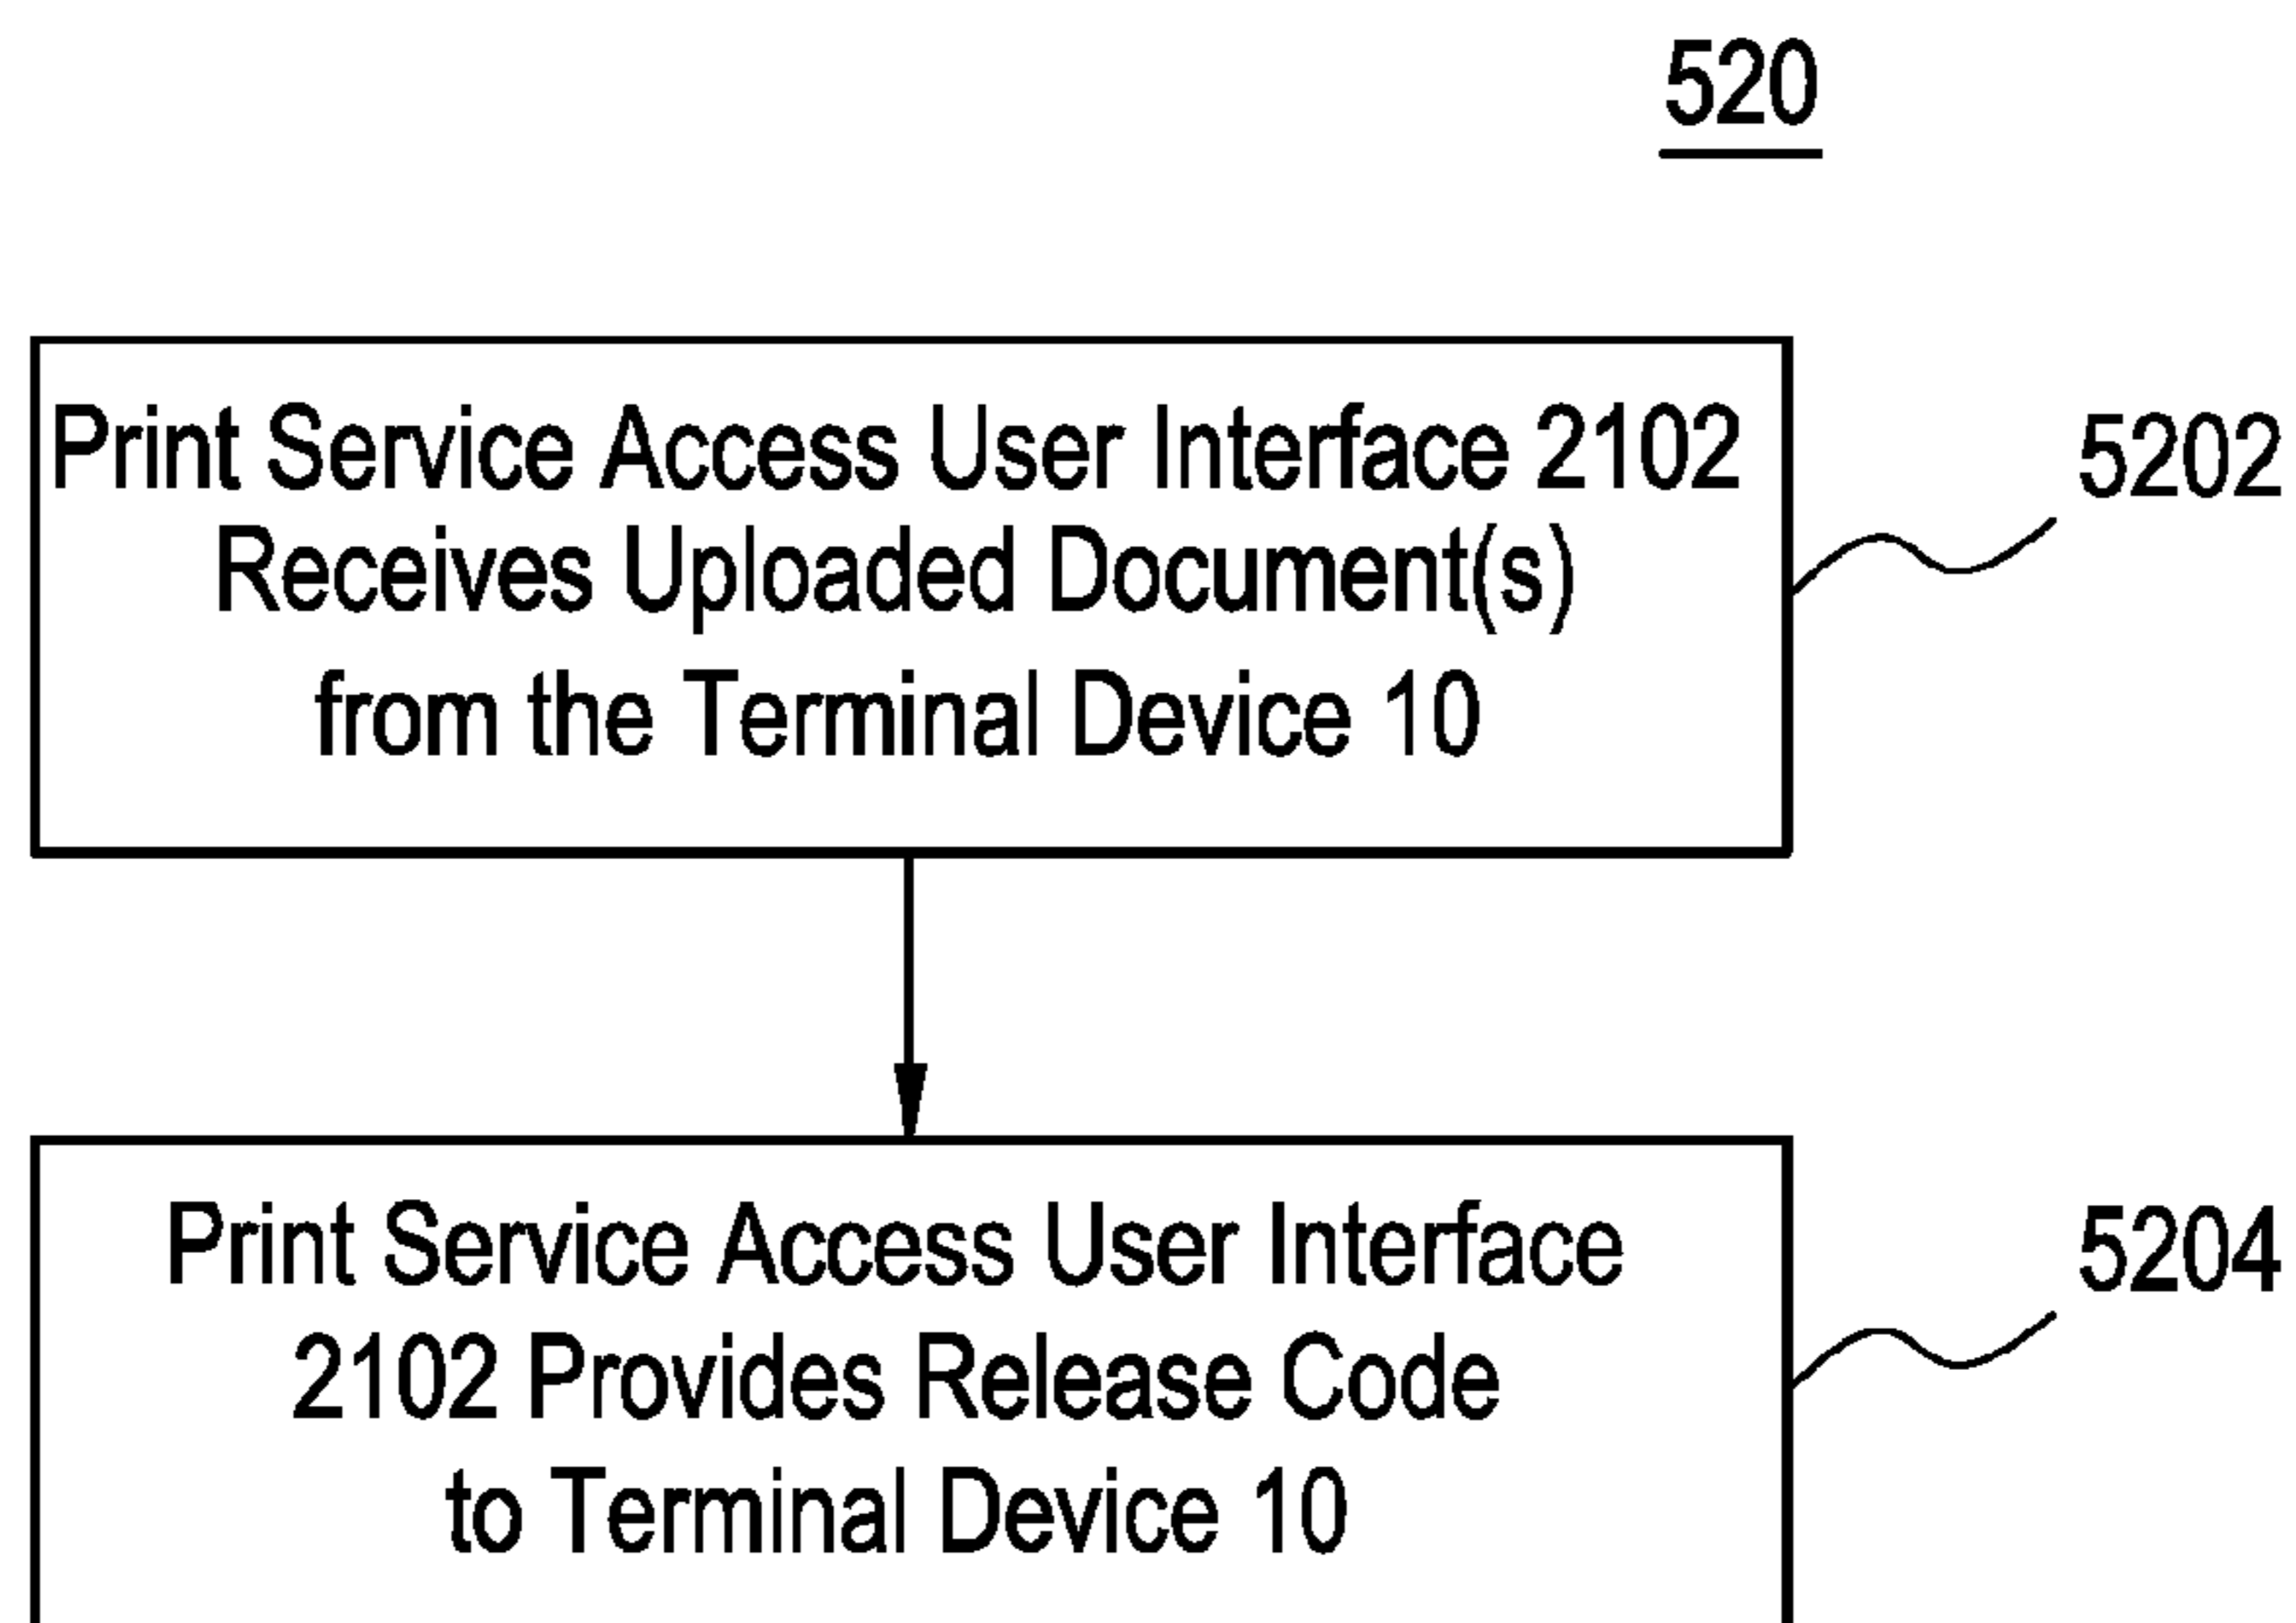 520
Print Service Access User Interface 2102
Receives Uploaded Document(s)
from the Terminal Device 10
5202
Print Service Access User Interface
2102 Provides Release Code
to Terminal Device 10
5204